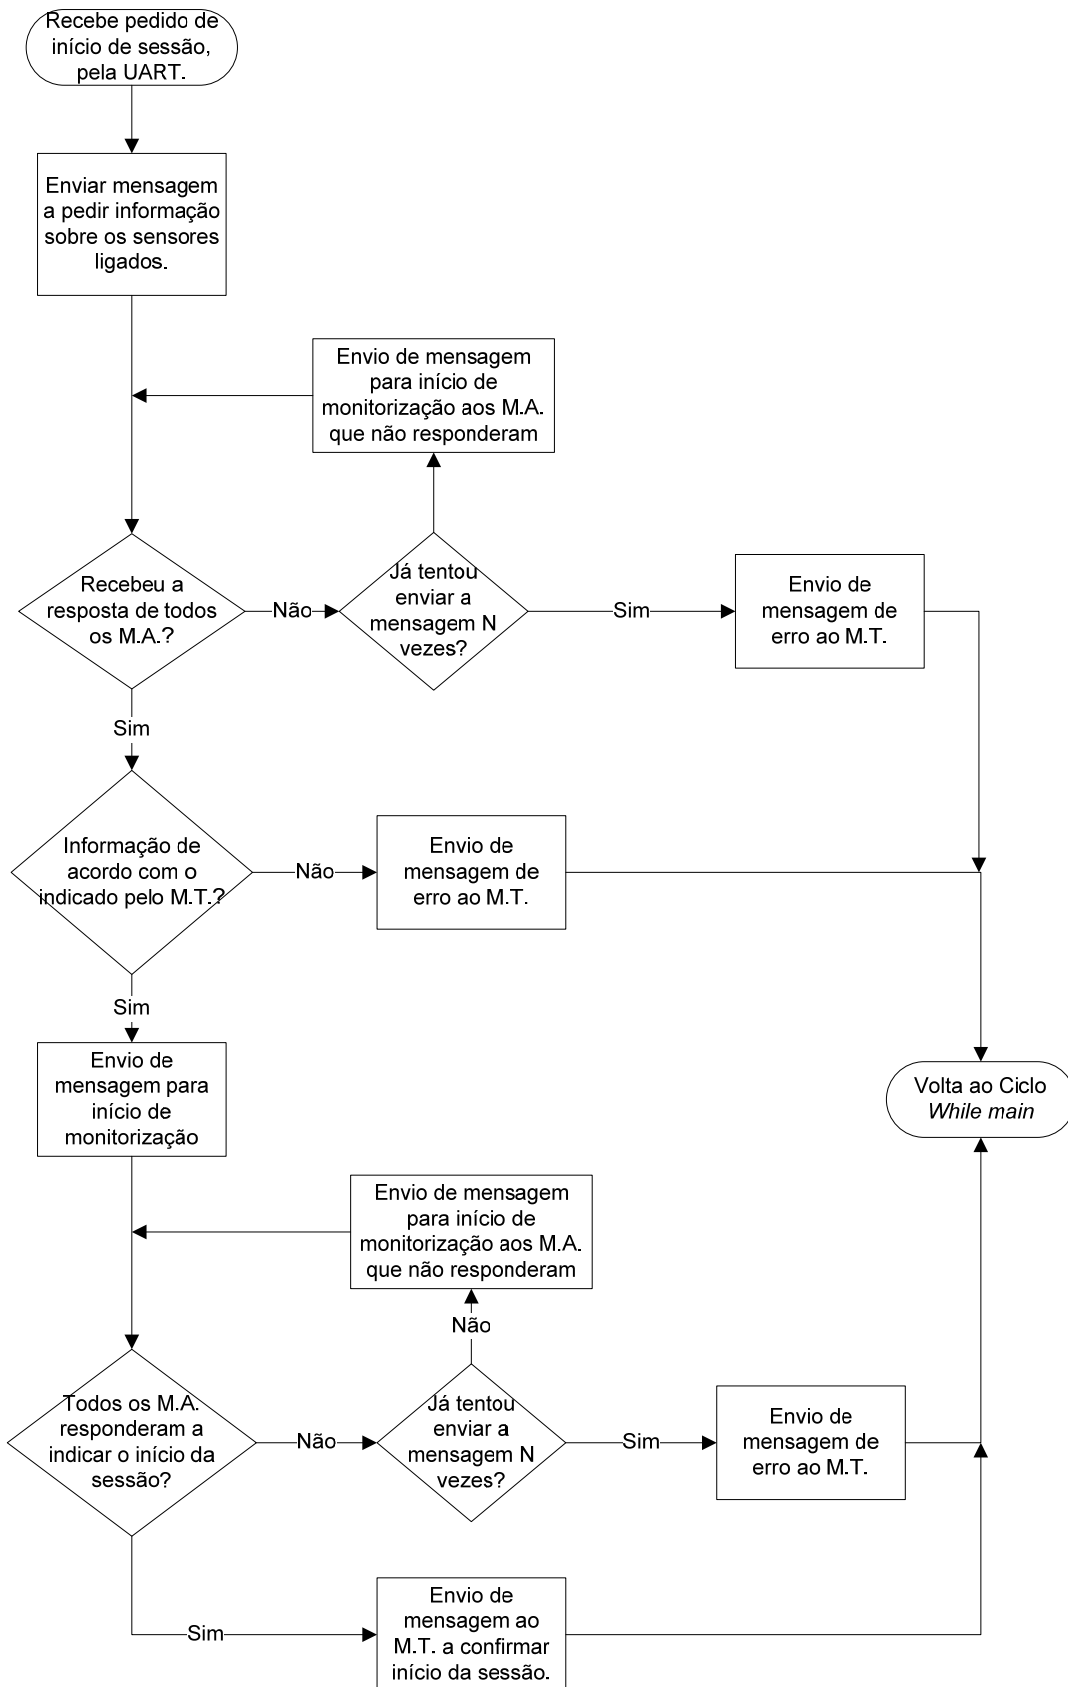 Recebe pedido de
início de sessão,
pela UART.
Enviar mensagem
a pedir informação
sobre os sensores
ligados.
Envio de mensagem
para início de
monitorização aos M.A.
que não responderam
Recebeu a
resposta de todos
os M.A.?
Não
Já tentou
enviar a
mensagem N
vezes?
Sim
Envio de
mensagem de
erro ao M.T.
Sim
Informação de
acordo com o
indicado pelo M.T.?
Não
Envio de
mensagem de
erro ao M.T.
Sim
Envio de
mensagem para
início de
monitorização
Volta ao Ciclo
While main
Envio de mensagem
para início de
monitorização aos M.A.
que não responderam
Não
Todos os M.A.
responderam a
indicar o início da
sessão?
Não
Já tentou
enviar a
mensagem N
vezes?
Sim
Envio de
mensagem de
erro ao M.T.
Sim
Envio de
mensagem ao
M.T. a confirmar
início da sessão.